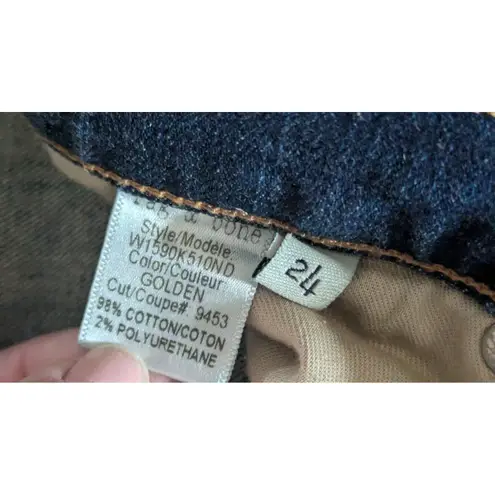 rag & bone
Style/Modèle:
W1590K510ND
Color/Couleur
GOLDEN
Cut/Coupe# 9453
98% COTTON/COTON
2% POLYURETHANE
24